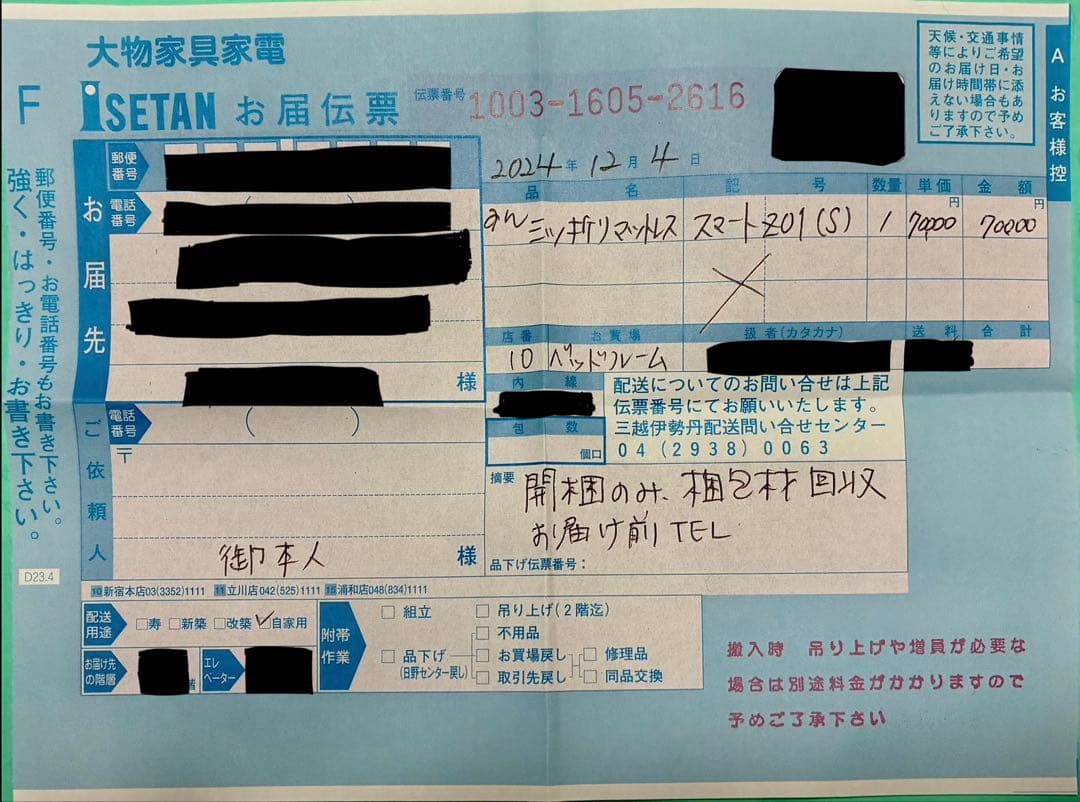 大物家具家電
ISETAN お届伝票
伝票番号 1003-1605-2616
天候・交通事情
等によりご希望
のお届け日・お
届け時間帯に添
えない場合もあ
りますので予め
ご了承下さい。
A お客様控
F
郵便番号・お電話番号もお書き下さい。
強く・はっきり・お書き下さい。
D23.4
2024年 12月 4日
お届先
郵便番号
電話番号
様
品名 記号 数量 単価 金額
円 円
ミツキケリマットレス スマートZ01(S) 1 70000 70000
店番 お買場 扱者(カタカナ) 送料 合計
10 ベッドフレーム
内線
包数
個口
配送についてのお問い合せは上記
伝票番号にてお願いいたします。
三越伊勢丹配送問い合せセンター
04(2938)0063
ご依頼人
電話番号 ( )
〒
御本人 様
摘要 開梱のみ、梱包材回収
お届け前TEL
品下げ伝票番号:
10 新宿本店03(3352)1111 11 立川店042(525)1111 15 浦和店048(834)1111
配送用途 □寿 □新築 □改築 ☑自家用
お届け先の階層 階 エレベーター
附帯作業
□ 組立 □ 吊り上げ(2階迄)
□ 不用品
□ 品下げ □ お買場戻し □ 修理品
(日野センター戻し) □ 取引先戻し □ 同品交換
搬入時 吊り上げや増員が必要な
場合は別途料金がかかりますので
予めご了承下さい